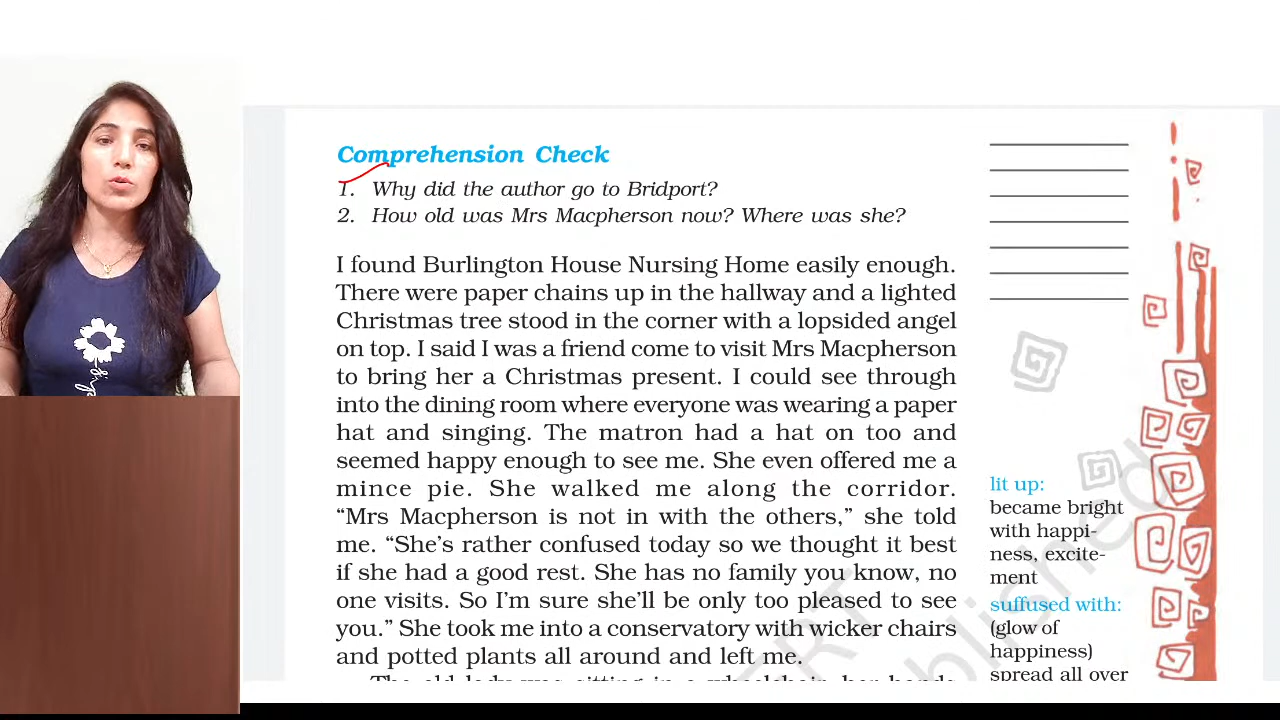 Comprehension Check
1. Why did the author go to Bridport?
2. How old was Mrs Macpherson now? Where was she?
I found Burlington House Nursing Home easily enough.
There were paper chains up in the hallway and a lighted
Christmas tree stood in the corner with a lopsided angel
on top. I said I was a friend come to visit Mrs Macpherson
to bring her a Christmas present. I could see through
into the dining room where everyone was wearing a paper
hat and singing. The matron had a hat on too and
seemed happy enough to see me. She even offered me a
mince pie. She walked me along the corridor.
“Mrs Macpherson is not in with the others,” she told
me. “She’s rather confused today so we thought it best
if she had a good rest. She has no family you know, no
one visits. So I’m sure she’ll be only too pleased to see
you.” She took me into a conservatory with wicker chairs
and potted plants all around and left me.
The old lady was sitting in a wheelchair, her hands
lit up:
became bright
with happi-
ness, excite-
ment
suffused with:
(glow of
happiness)
spread all over